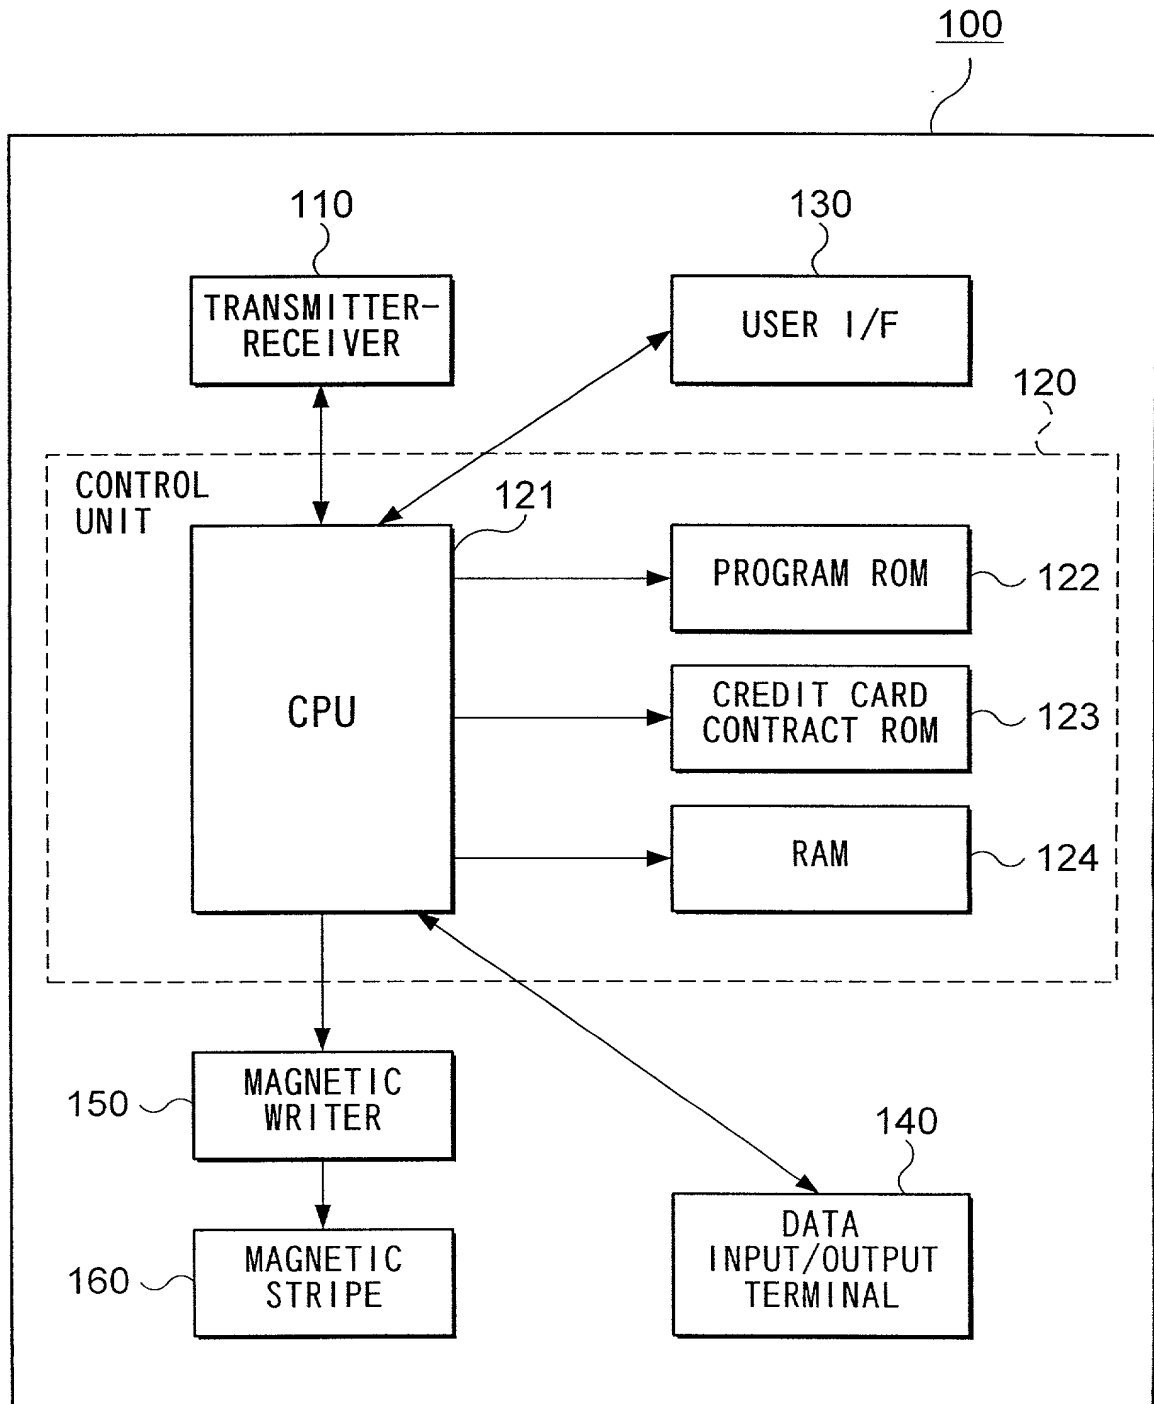 100
110
130
TRANSMITTER-
RECEIVER
USER I/F
120
CONTROL
UNIT
121
CPU
PROGRAM ROM
122
CREDIT CARD
CONTRACT ROM
123
RAM
124
150
MAGNETIC
WRITER
140
160
MAGNETIC
STRIPE
DATA
INPUT/OUTPUT
TERMINAL